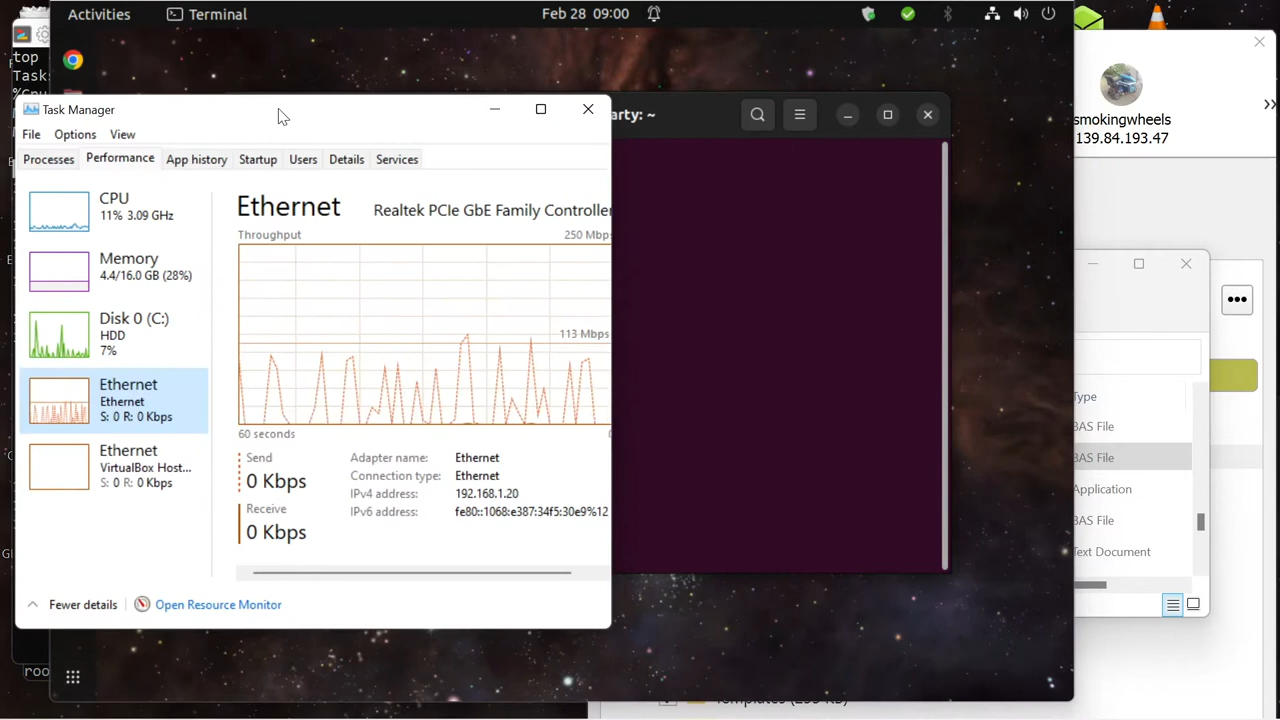 Activities
Terminal
Feb 28 09:00
top
Task
%Cpu
Task Manager
File Options View
Processes Performance App history Startup Users Details Services
CPU
11% 3.09 GHz
Memory
4.4/16.0 GB (28%)
Disk 0 (C:)
HDD
7%
Ethernet
Ethernet
S: 0 R: 0 Kbps
Ethernet
VirtualBox Host...
S: 0 R: 0 Kbps
Ethernet Realtek PCIe GbE Family Controller
Throughput 250 Mbps
113 Mbps
60 seconds
Send
0 Kbps
Receive
0 Kbps
Adapter name: Ethernet
Connection type: Ethernet
IPv4 address: 192.168.1.20
IPv6 address: fe80::1068:e387:34f5:30e9%12
Fewer details Open Resource Monitor
arty: ~
smokingwheels
139.84.193.47
Type
BAS File
BAS File
Application
BAS File
Text Document
roo